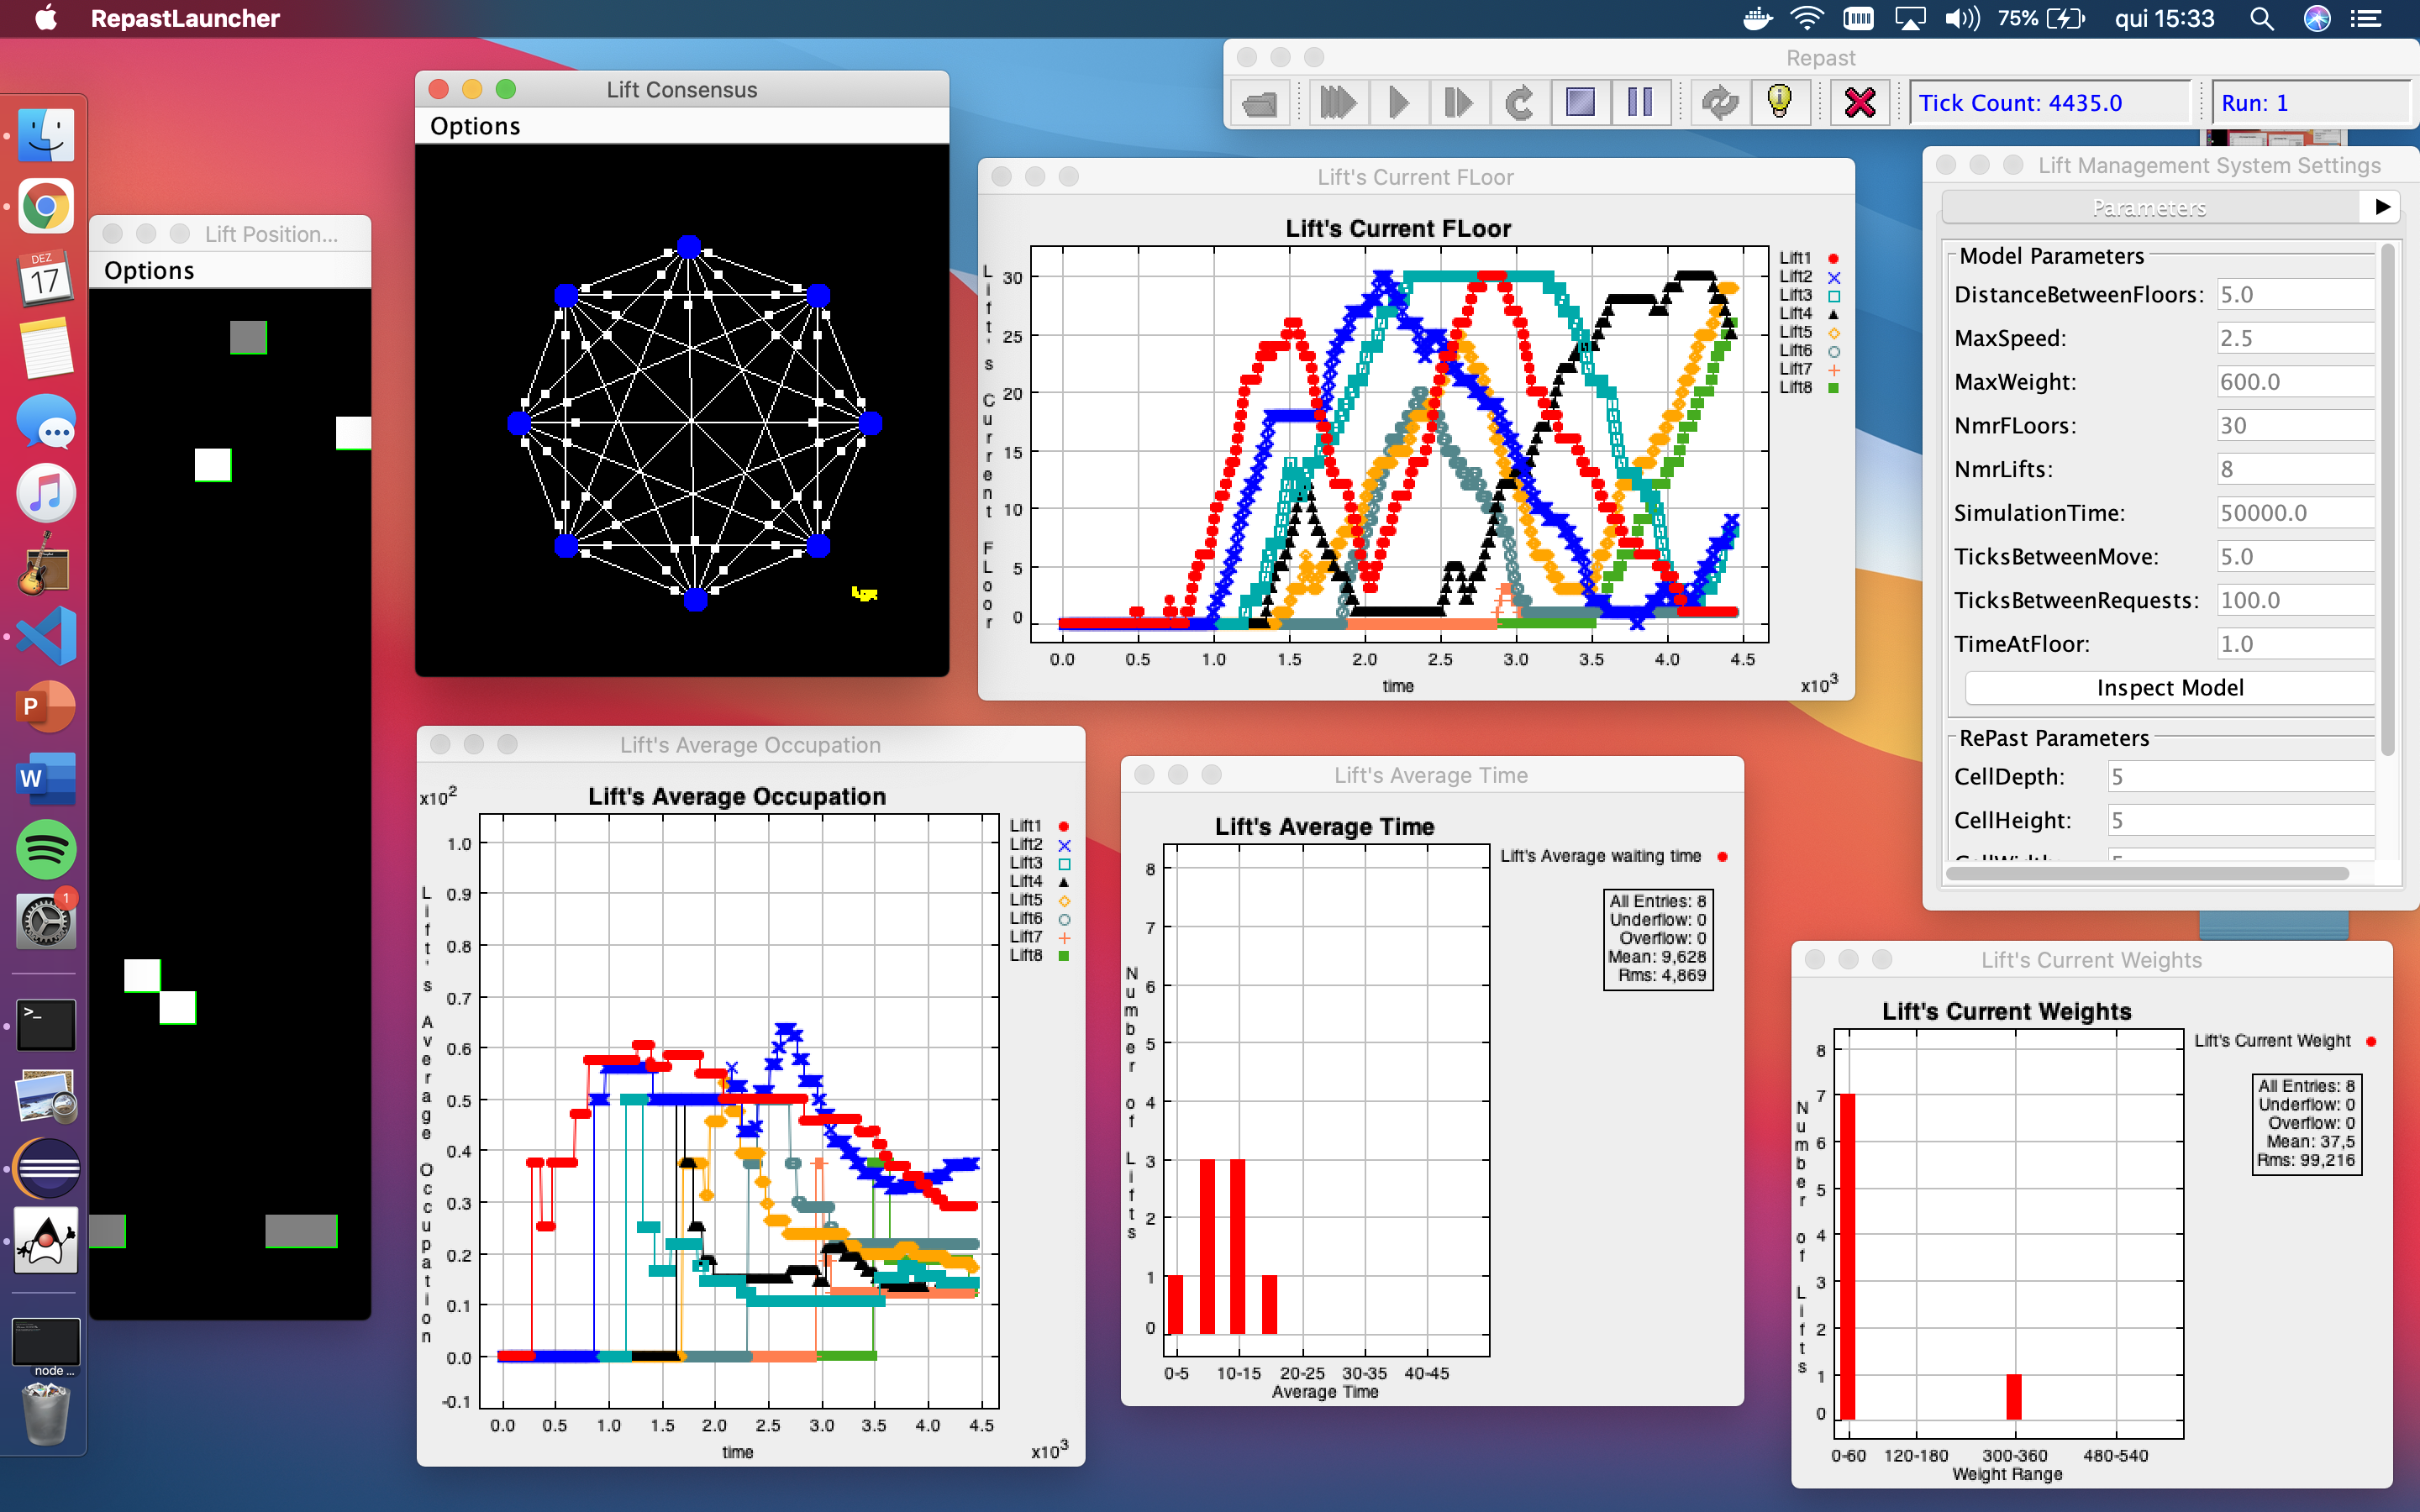 RepastLauncher
75%
qui 15:33
Repast
Tick Count: 4435.0
Run: 1
Lift Consensus
Options
Lift Position...
Options
DEZ
17
P
W
1
>_
node ...
Lift's Current FLoor
Lift's Current FLoor
Lift's Current FLoor
30
25
20
15
10
5
0
0.0 0.5 1.0 1.5 2.0 2.5 3.0 3.5 4.0 4.5
time
x10³
Lift1
Lift2
Lift3
Lift4
Lift5
Lift6
Lift7
Lift8
Lift Management System Settings
Parameters
Model Parameters
DistanceBetweenFloors: 5.0
MaxSpeed: 2.5
MaxWeight: 600.0
NmrFLoors: 30
NmrLifts: 8
SimulationTime: 50000.0
TicksBetweenMove: 5.0
TicksBetweenRequests: 100.0
TimeAtFloor: 1.0
Inspect Model
RePast Parameters
CellDepth: 5
CellHeight: 5
Lift's Average Occupation
Lift's Average Occupation
x10²
Lift's Average Occupation
1.0
0.9
0.8
0.7
0.6
0.5
0.4
0.3
0.2
0.1
0.0
-0.1
0.0 0.5 1.0 1.5 2.0 2.5 3.0 3.5 4.0 4.5
time
x10³
Lift1
Lift2
Lift3
Lift4
Lift5
Lift6
Lift7
Lift8
Lift's Average Time
Lift's Average Time
Number of Lifts
8
7
6
5
4
3
2
1
0
0-5 10-15 20-25 30-35 40-45
Average Time
Lift's Average waiting time
All Entries: 8
Underflow: 0
Overflow: 0
Mean: 9,628
Rms: 4,869
Lift's Current Weights
Lift's Current Weights
Number of Lifts
8
7
6
5
4
3
2
1
0
0-60 120-180 300-360 480-540
Weight Range
Lift's Current Weight
All Entries: 8
Underflow: 0
Overflow: 0
Mean: 37,5
Rms: 99,216